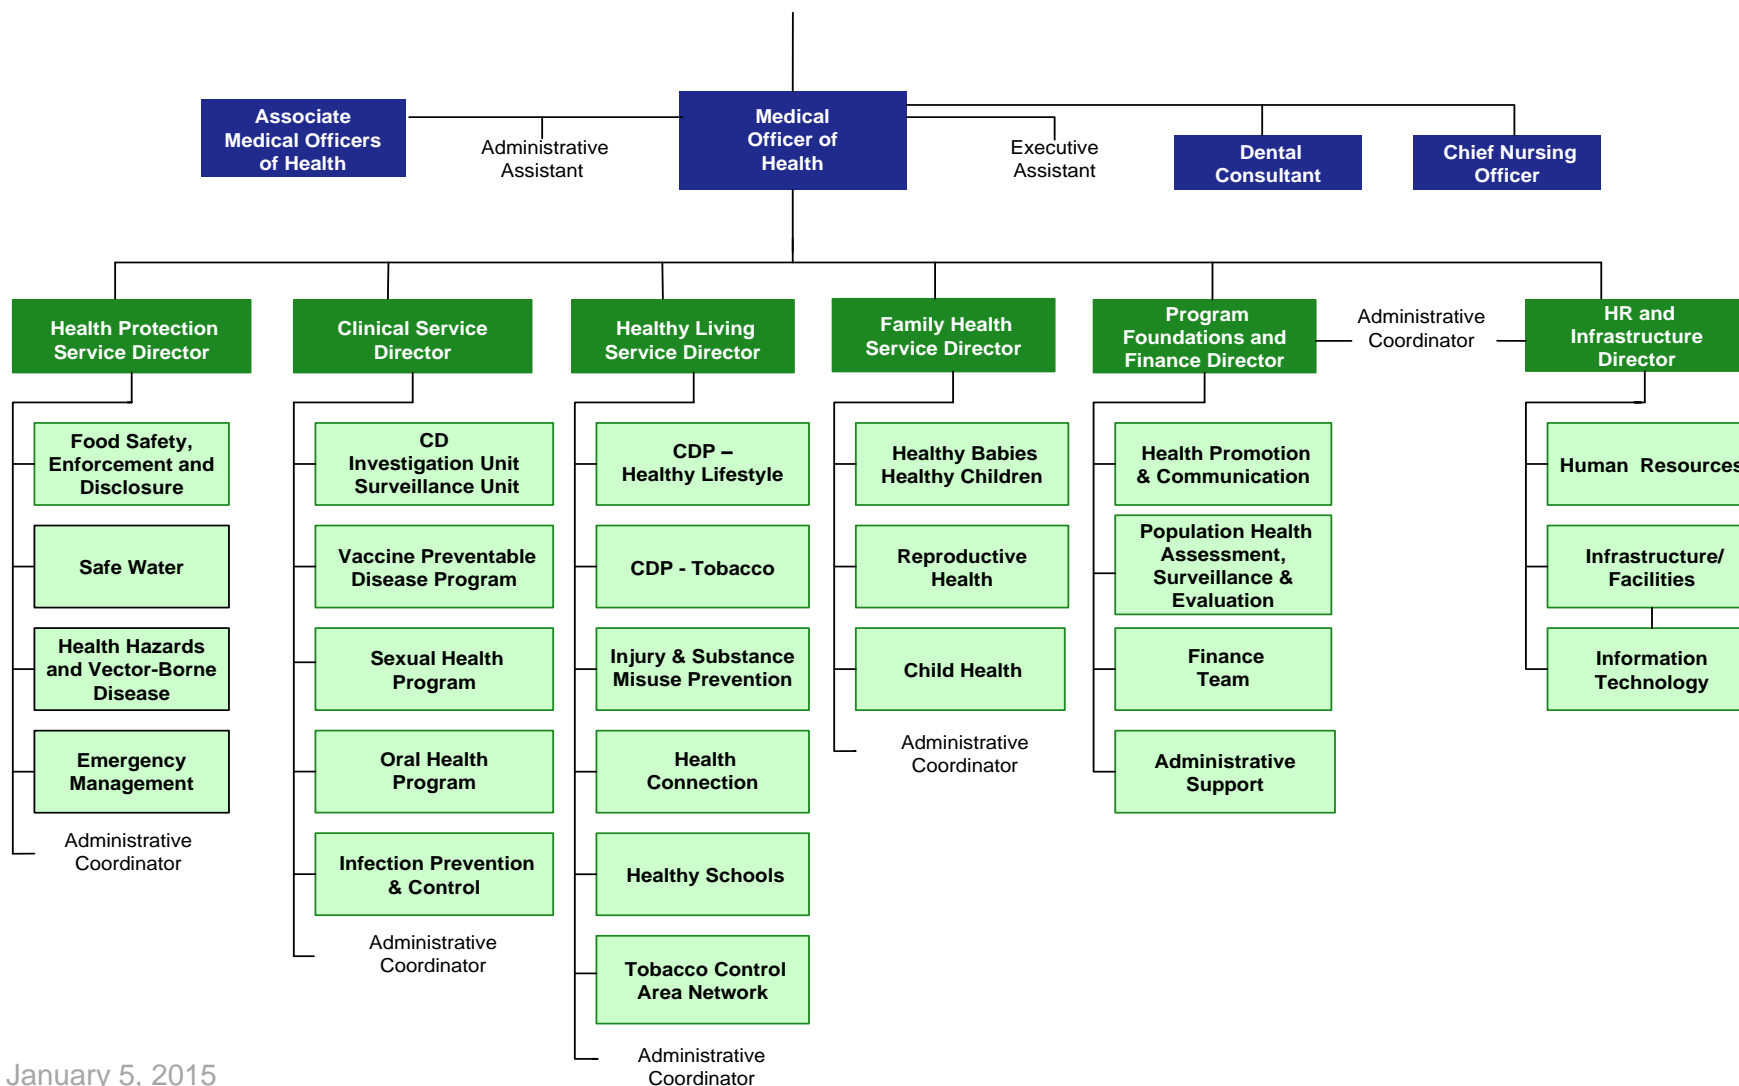 Associate
Medical Officers
of Health
Administrative
Assistant
Medical
Officer of
Health
Executive
Assistant
Dental
Consultant
Chief Nursing
Officer
Health Protection
Service Director
Clinical Service
Director
Healthy Living
Service Director
Family Health
Service Director
Program
Foundations and
Finance Director
Administrative
Coordinator
HR and
Infrastructure
Director
Food Safety,
Enforcement and
Disclosure
Safe Water
Health Hazards
and Vector-Borne
Disease
Emergency
Management
Administrative
Coordinator
CD
Investigation Unit
Surveillance Unit
Vaccine Preventable
Disease Program
Sexual Health
Program
Oral Health
Program
Infection Prevention
& Control
Administrative
Coordinator
CDP –
Healthy Lifestyle
CDP - Tobacco
Injury & Substance
Misuse Prevention
Health
Connection
Healthy Schools
Tobacco Control
Area Network
Administrative
Coordinator
Healthy Babies
Healthy Children
Reproductive
Health
Child Health
Administrative
Coordinator
Health Promotion
& Communication
Population Health
Assessment,
Surveillance &
Evaluation
Finance
Team
Administrative
Support
Human Resources
Infrastructure/
Facilities
Information
Technology
January 5, 2015